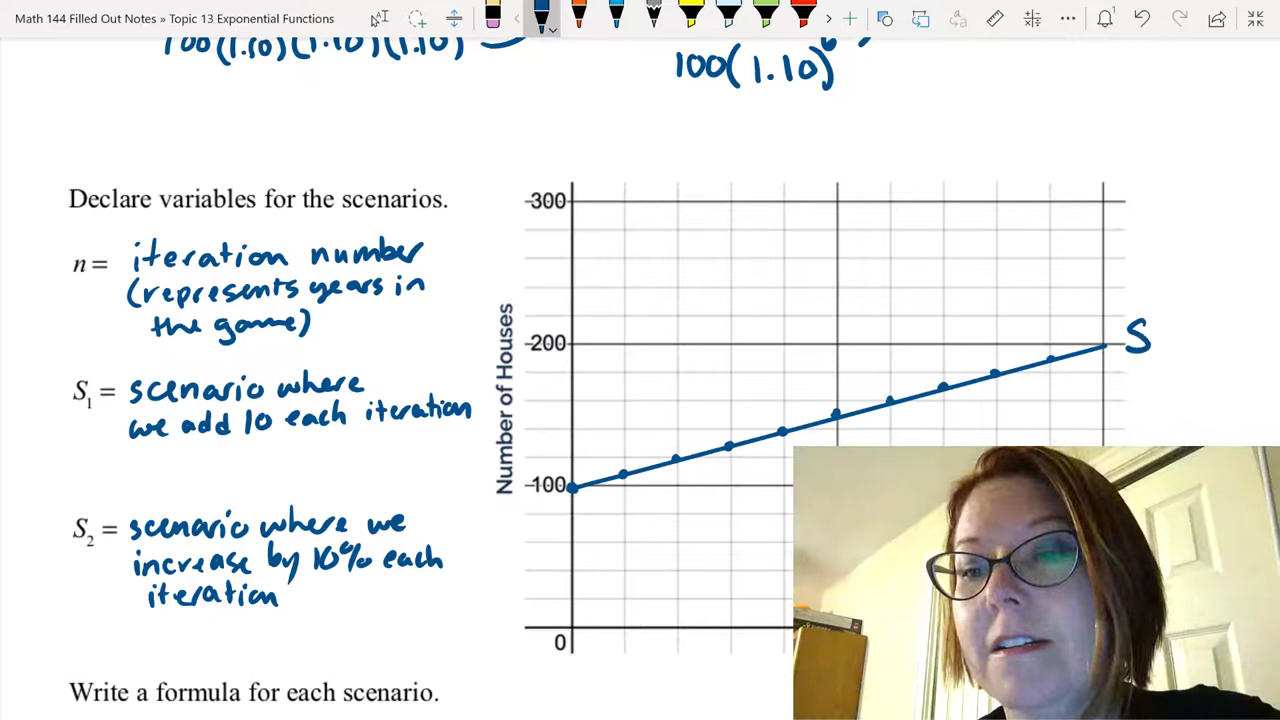 Math 144 Filled Out Notes » Topic 13 Exponential Functions
100(1.10)(1.10)(1.10)
100(1.10)^6
Declare variables for the scenarios.
n = iteration number
(represents years in
the game)
S₁ = scenario where
we add 10 each iteration
S₂ = scenario where we
increase by 10% each
iteration
Write a formula for each scenario.
Number of Houses
300
200
100
0
S